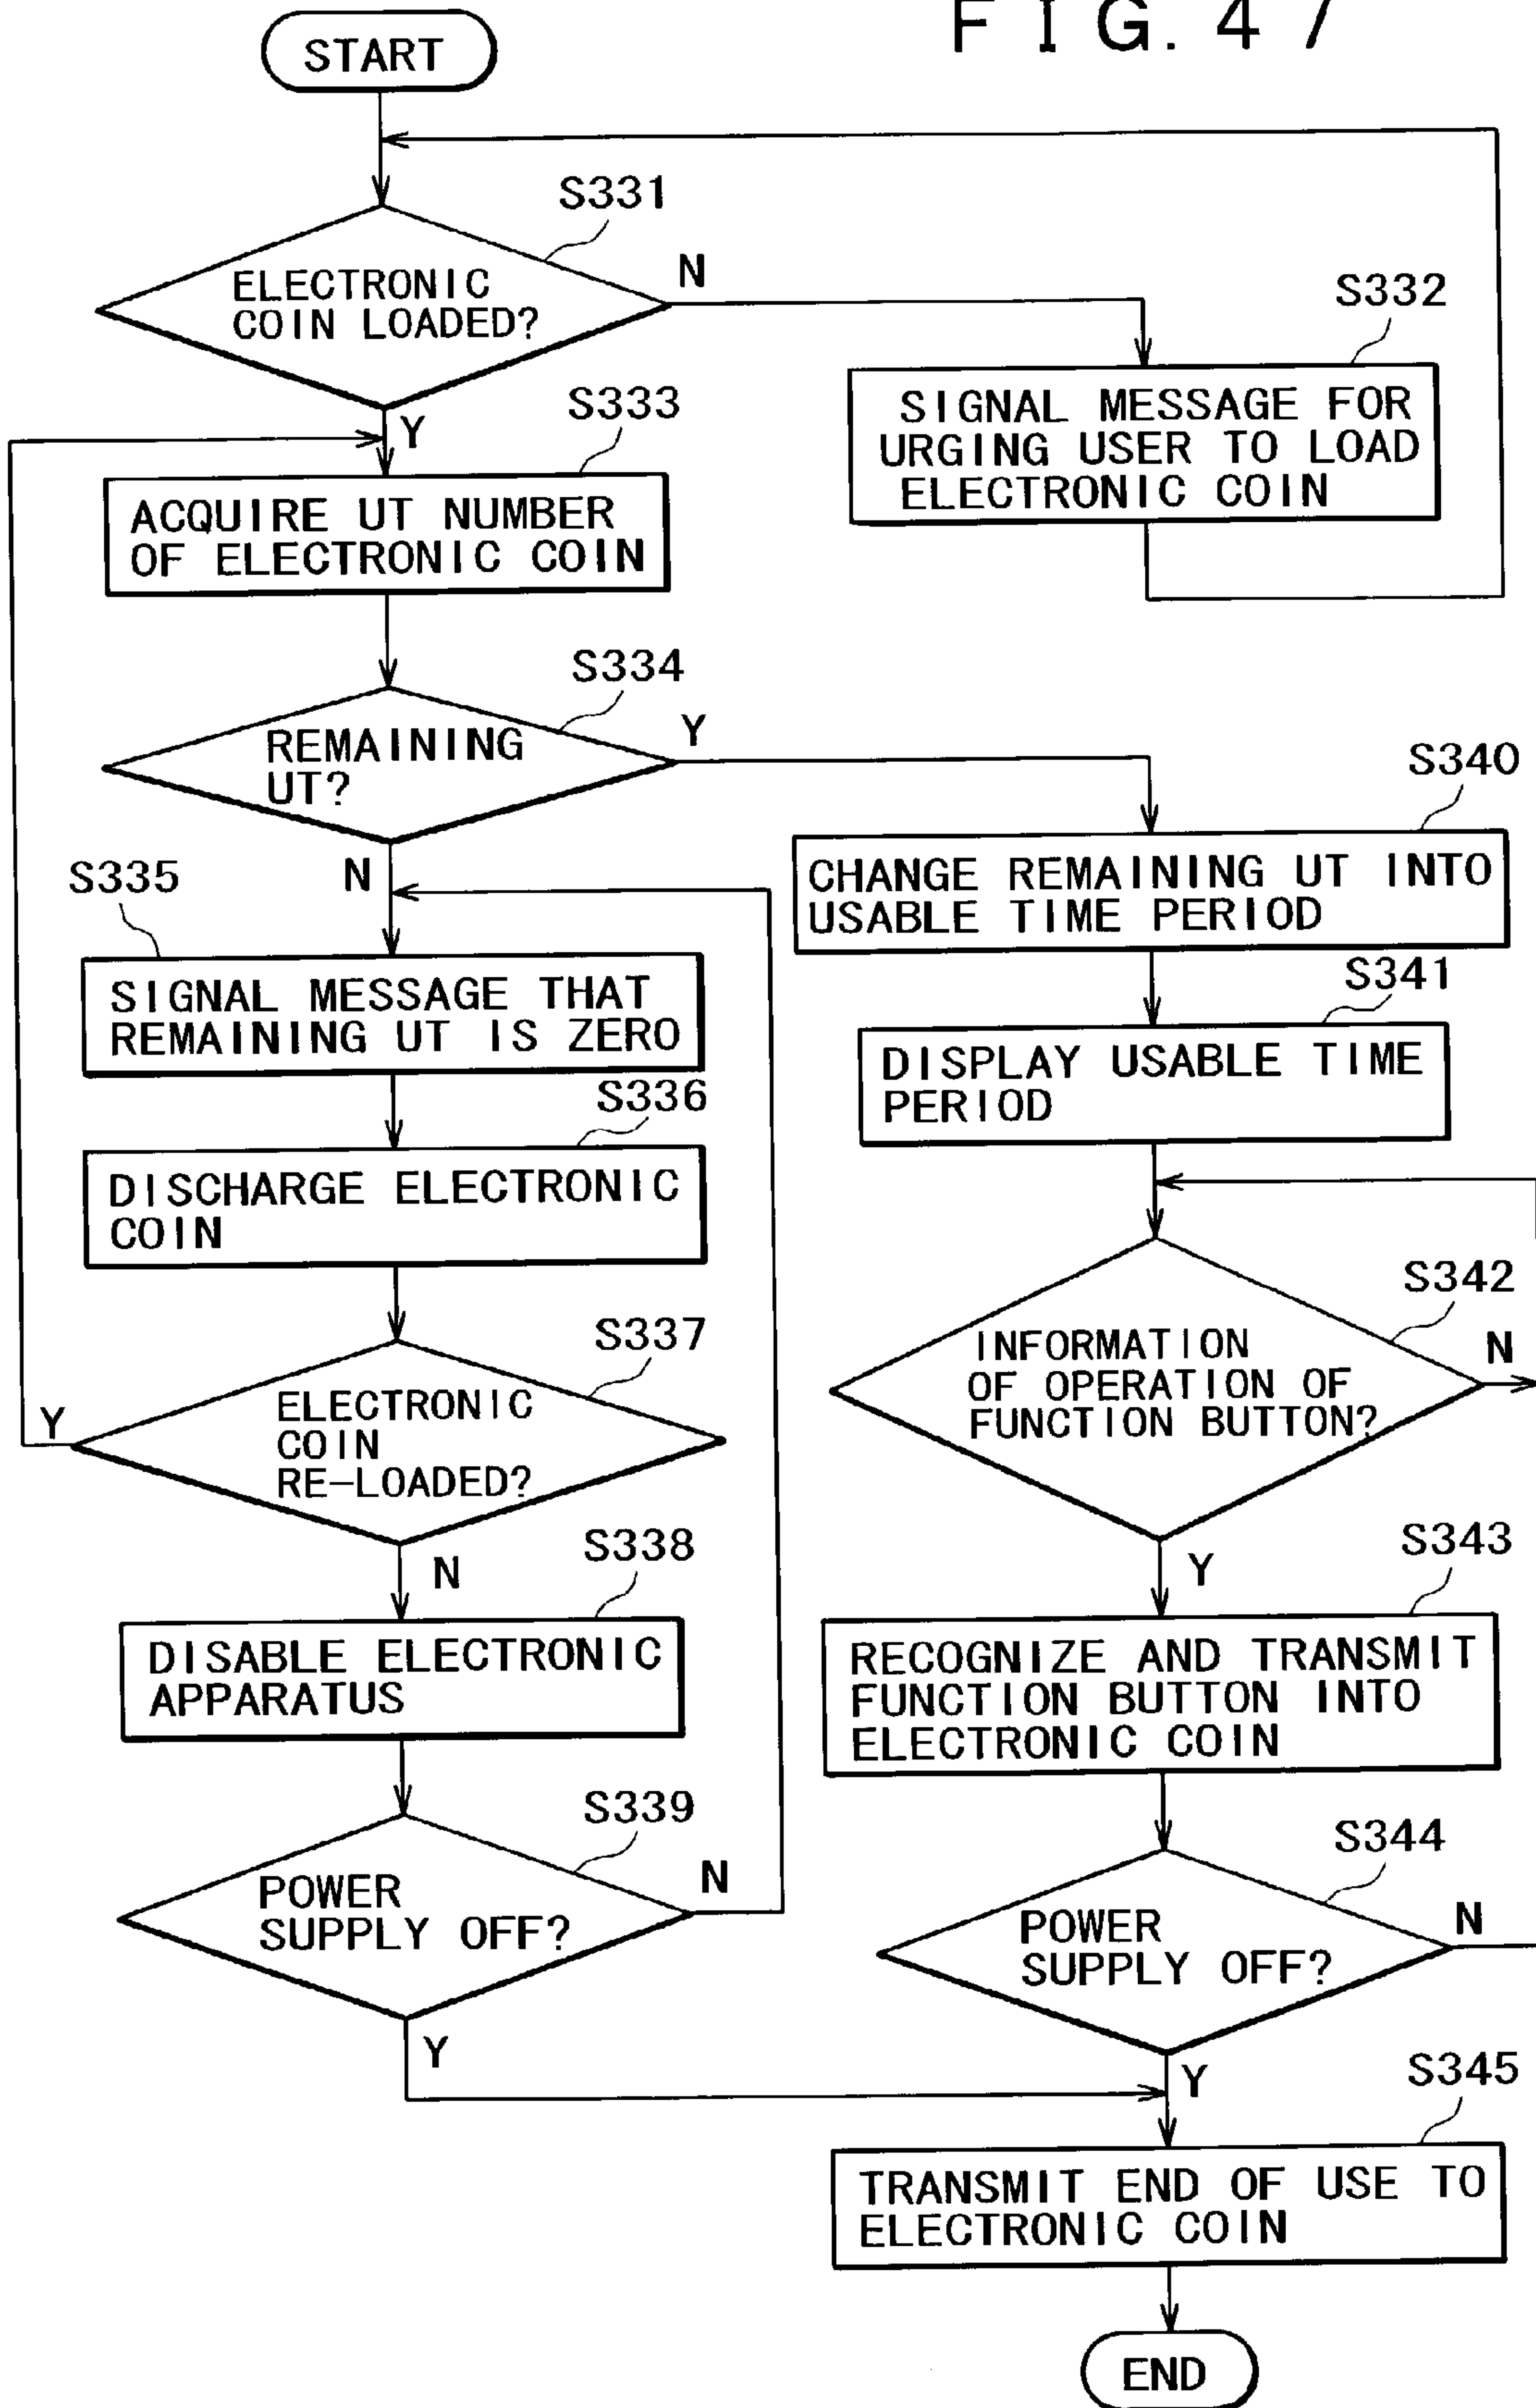 FIG. 47
START
S331
ELECTRONIC
COIN LOADED?
N
Y
S332
SIGNAL MESSAGE FOR
URGING USER TO LOAD
ELECTRONIC COIN
S333
ACQUIRE UT NUMBER
OF ELECTRONIC COIN
S334
REMAINING
UT?
Y
N
S335
SIGNAL MESSAGE THAT
REMAINING UT IS ZERO
S336
DISCHARGE ELECTRONIC
COIN
S337
ELECTRONIC
COIN
RE-LOADED?
Y
N
S338
DISABLE ELECTRONIC
APPARATUS
S339
POWER
SUPPLY OFF?
N
Y
S340
CHANGE REMAINING UT INTO
USABLE TIME PERIOD
S341
DISPLAY USABLE TIME
PERIOD
S342
INFORMATION
OF OPERATION OF
FUNCTION BUTTON?
N
Y
S343
RECOGNIZE AND TRANSMIT
FUNCTION BUTTON INTO
ELECTRONIC COIN
S344
POWER
SUPPLY OFF?
N
Y
S345
TRANSMIT END OF USE TO
ELECTRONIC COIN
END